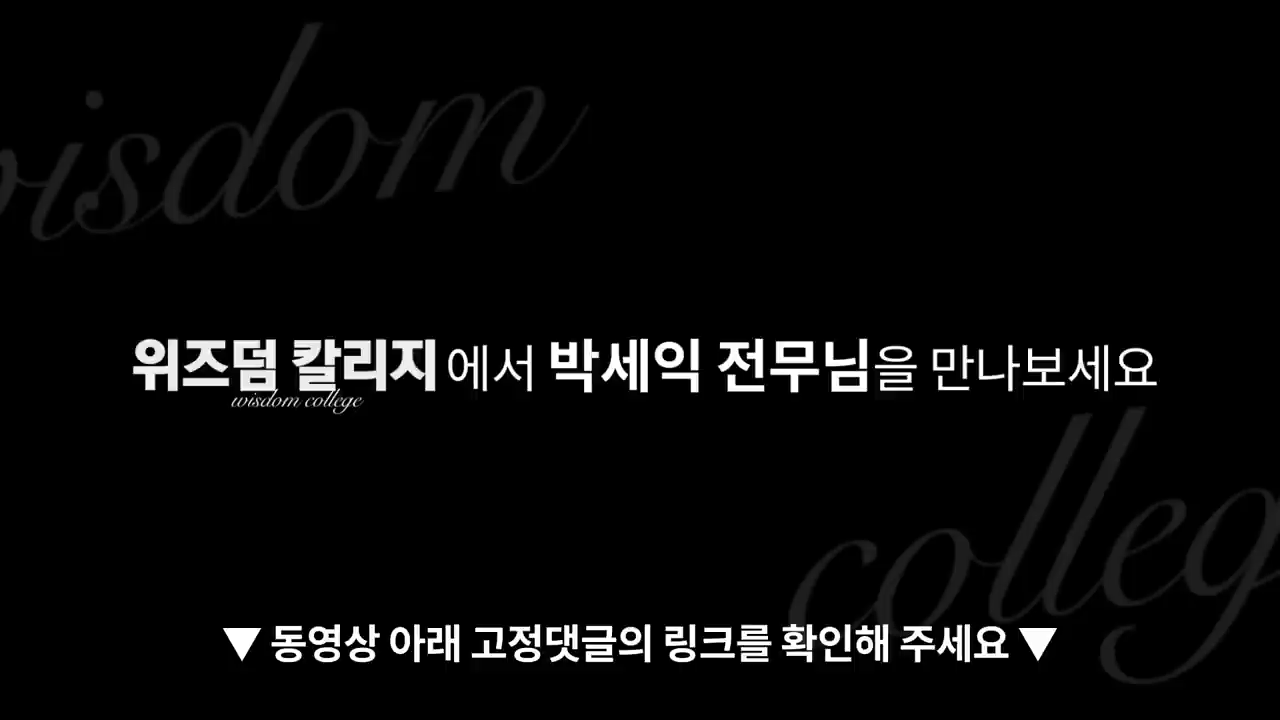 wisdom
위즈덤 칼리지에서 박세익 전무님을 만나보세요
wisdom college
colleg
▼ 동영상 아래 고정댓글의 링크를 확인해 주세요 ▼